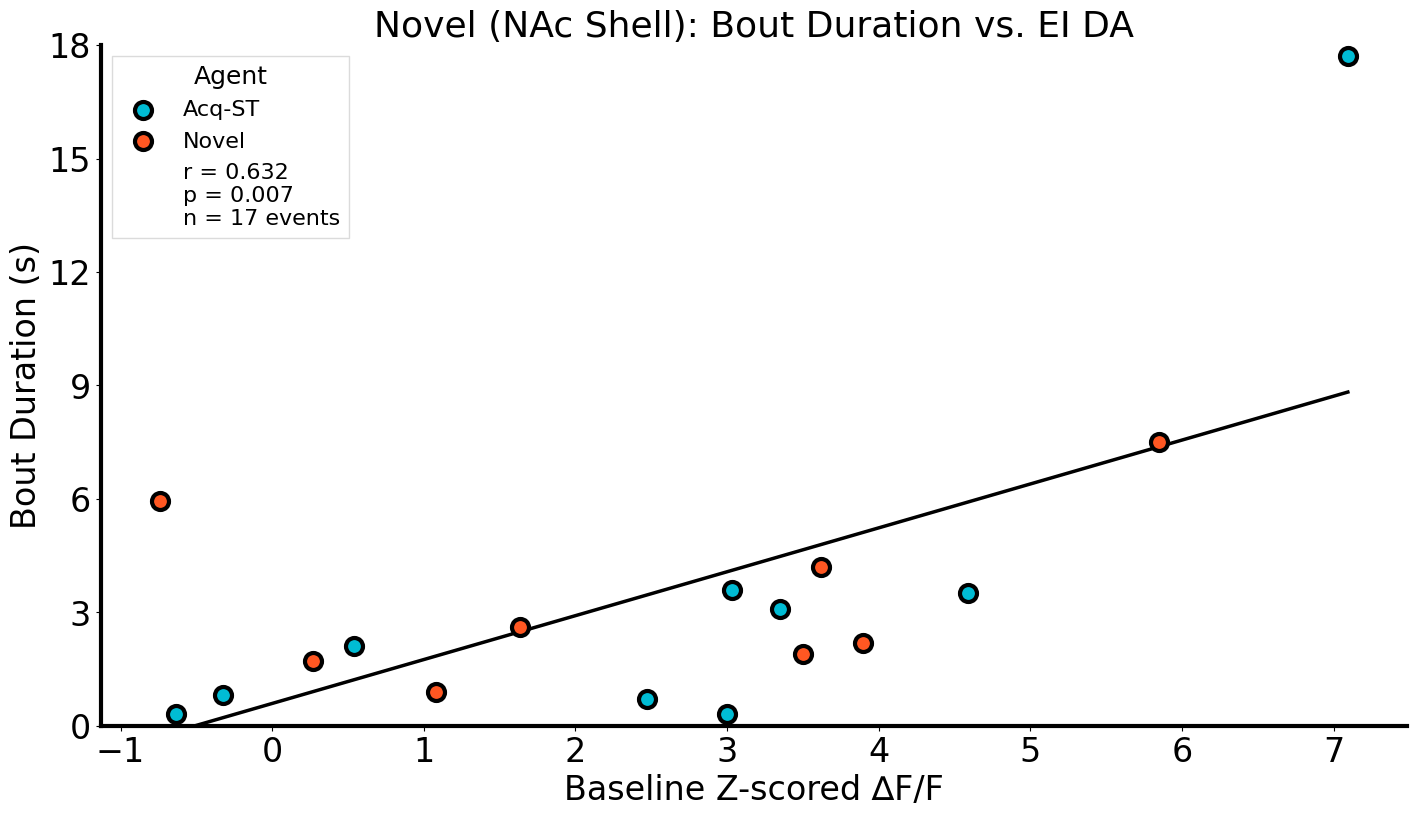 Novel (NAc Shell): Bout Duration vs. EI DA
Agent
Acq-ST
Novel
r = 0.632
p = 0.007
n = 17 events
Bout Duration (s)
18
15
12
9
6
3
0
−1 0 1 2 3 4 5 6 7
Baseline Z-scored ΔF/F